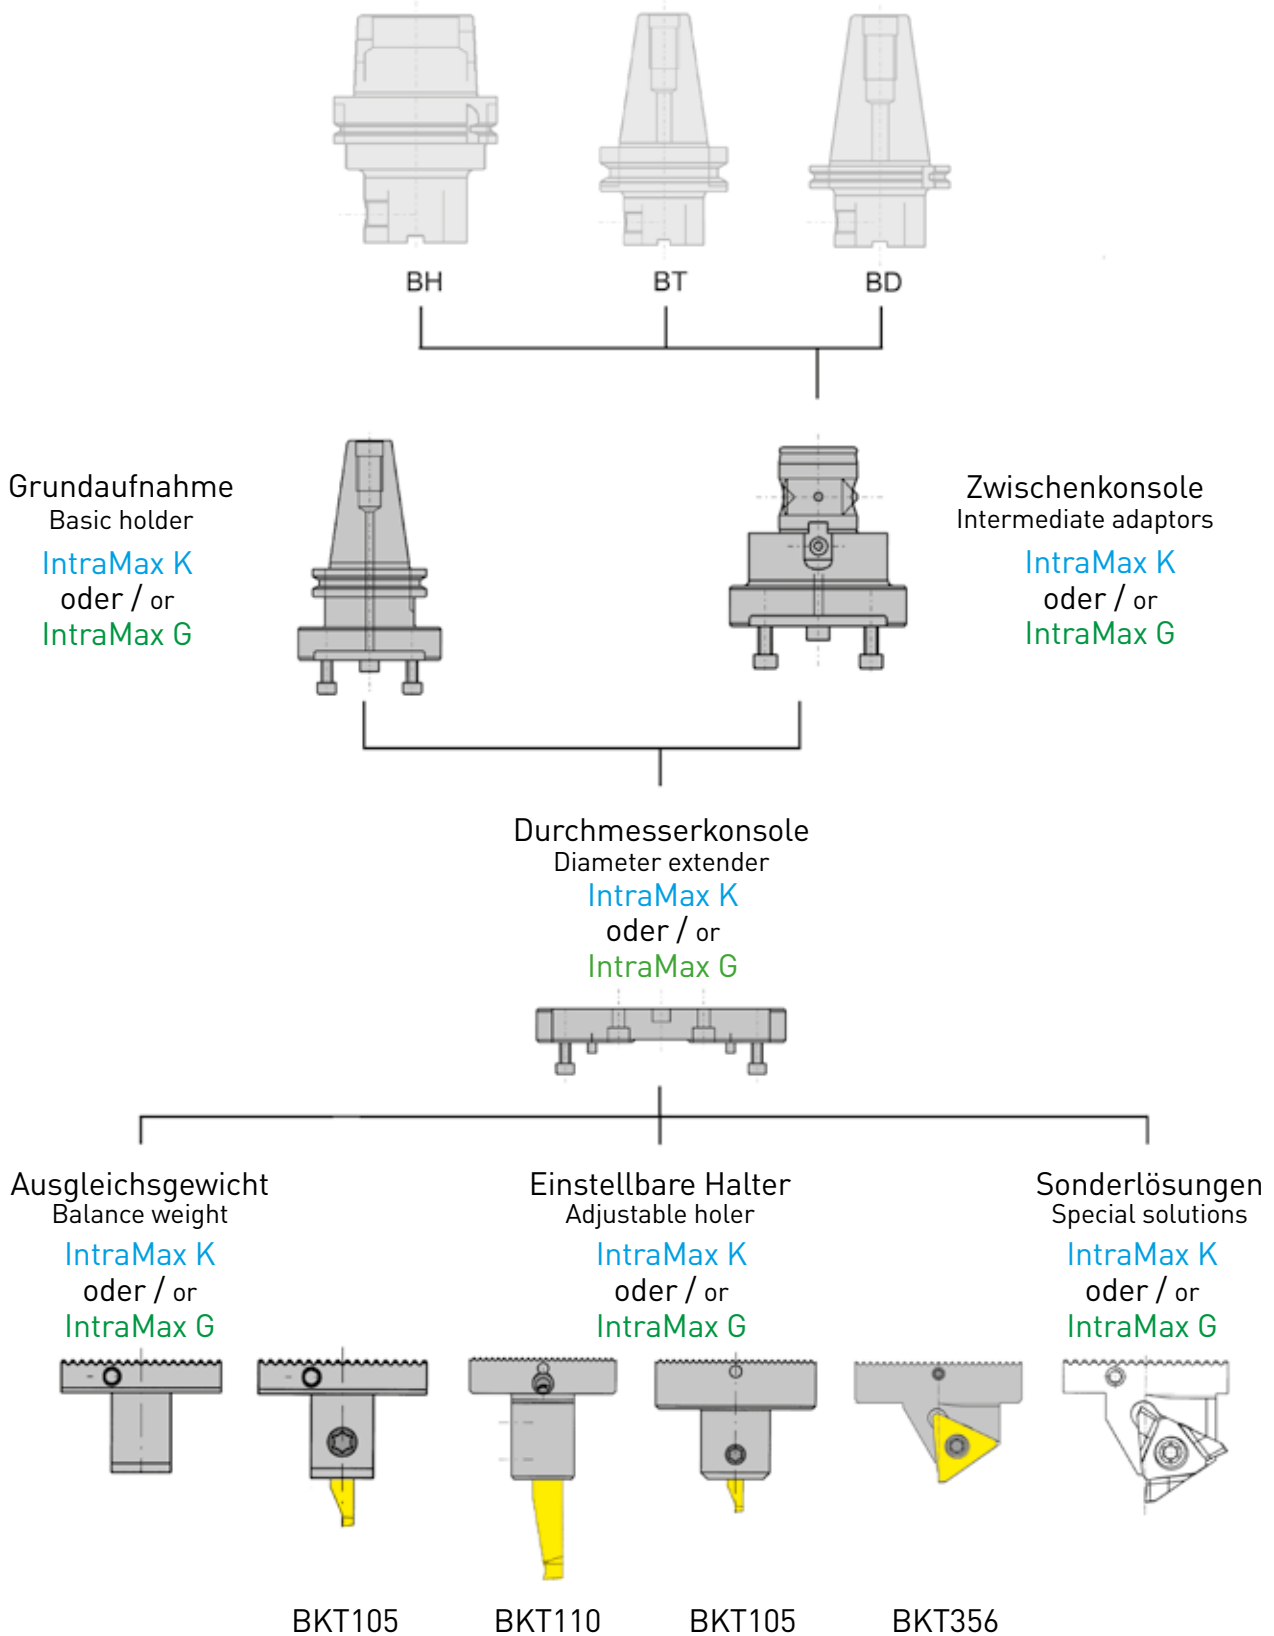 BH
BT
BD
Grundaufnahme
Basic holder
IntraMax K
oder / or
IntraMax G
Zwischenkonsole
Intermediate adaptors
IntraMax K
oder / or
IntraMax G
Durchmesserkonsole
Diameter extender
IntraMax K
oder / or
IntraMax G
Ausgleichsgewicht
Balance weight
IntraMax K
oder / or
IntraMax G
Einstellbare Halter
Adjustable holer
IntraMax K
oder / or
IntraMax G
Sonderlösungen
Special solutions
IntraMax K
oder / or
IntraMax G
BKT105
BKT110
BKT105
BKT356